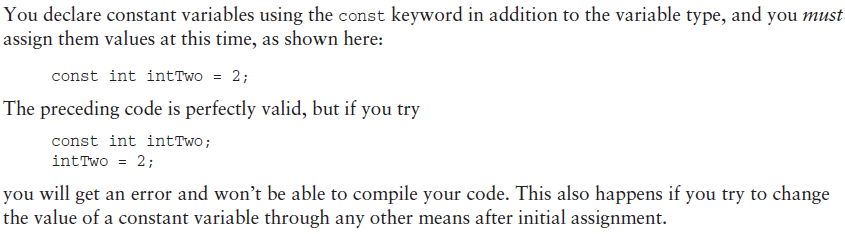 You declare constant variables using the const keyword in addition to the variable type, and you must
assign them values at this time, as shown here:
const int intTwo = 2;
The preceding code is perfectly valid, but if you try
const int intTwo;
intTwo = 2;
you will get an error and won’t be able to compile your code. This also happens if you try to change
the value of a constant variable through any other means after initial assignment.